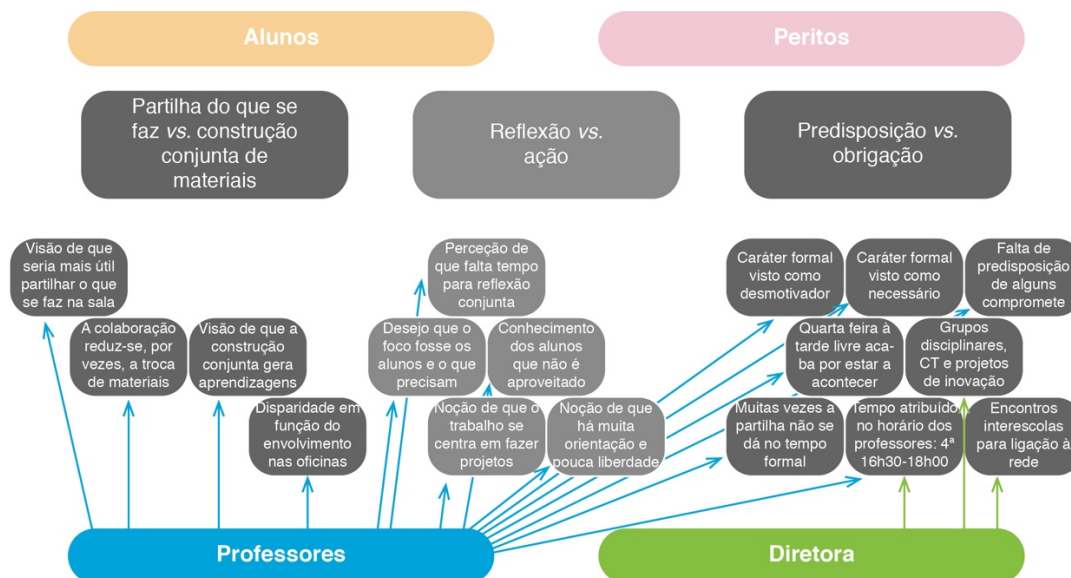 Alunos
Peritos
Partilha do que se
faz vs. construção
conjunta de
materiais
Reflexão vs.
ação
Predisposição vs.
obrigação
Visão de que
seria mais útil
partilhar o que
se faz na sala
A colaboração
reduz-se, por
vezes, a troca
de materiais
Visão de que a
construção
conjunta gera
aprendizagens
Disparidade em
função do
envolvimento
nas oficinas
Perceção de
que falta tempo
para reflexão
conjunta
Desejo que o
foco fosse os
alunos e o que
precisam
Conhecimento
dos alunos
que não é
aproveitado
Noção de que o
trabalho se
centra em fazer
projetos
Noção de que
há muita
orientação e
pouca liberdade
Caráter formal
visto como
desmotivador
Caráter formal
visto como
necessário
Falta de
predisposição
de alguns
compromete
Quarta feira à
tarde livre aca-
ba por estar a
acontecer
Grupos
disciplinares,
CT e projetos
de inovação
Muitas vezes a
partilha não se
dá no tempo
formal
Tempo atribuído
no horário dos
professores: 4ª
16h30-18h00
Encontros
interescolas
para ligação à
rede
Professores
Diretora